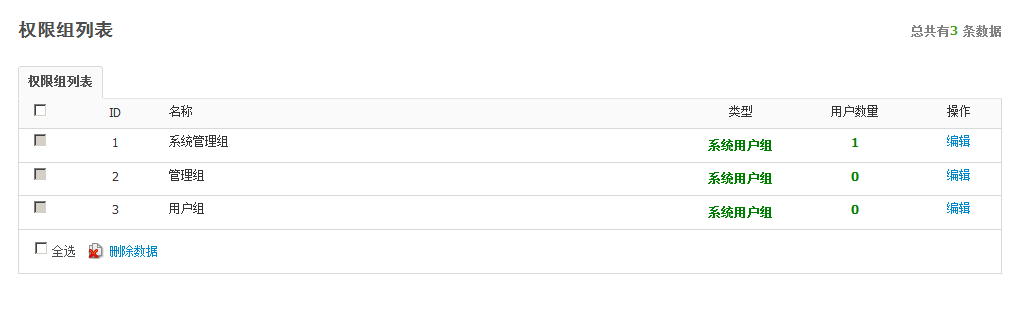 权限组列表
总共有3 条数据
权限组列表
ID 名称 类型 用户数量 操作
1 系统管理组 系统用户组 1 编辑
2 管理组 系统用户组 0 编辑
3 用户组 系统用户组 0 编辑
全选 删除数据